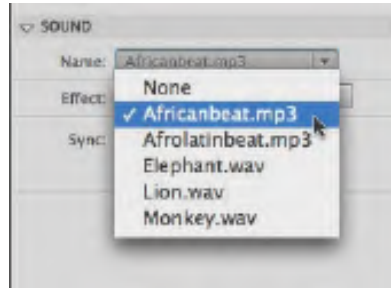 SOUND
Name: Africanbeat.mp3
None
Effect:
✓ Africanbeat.mp3
Sync: Afrolatinbeat.mp3
Elephant.wav
Lion.wav
Monkey.wav